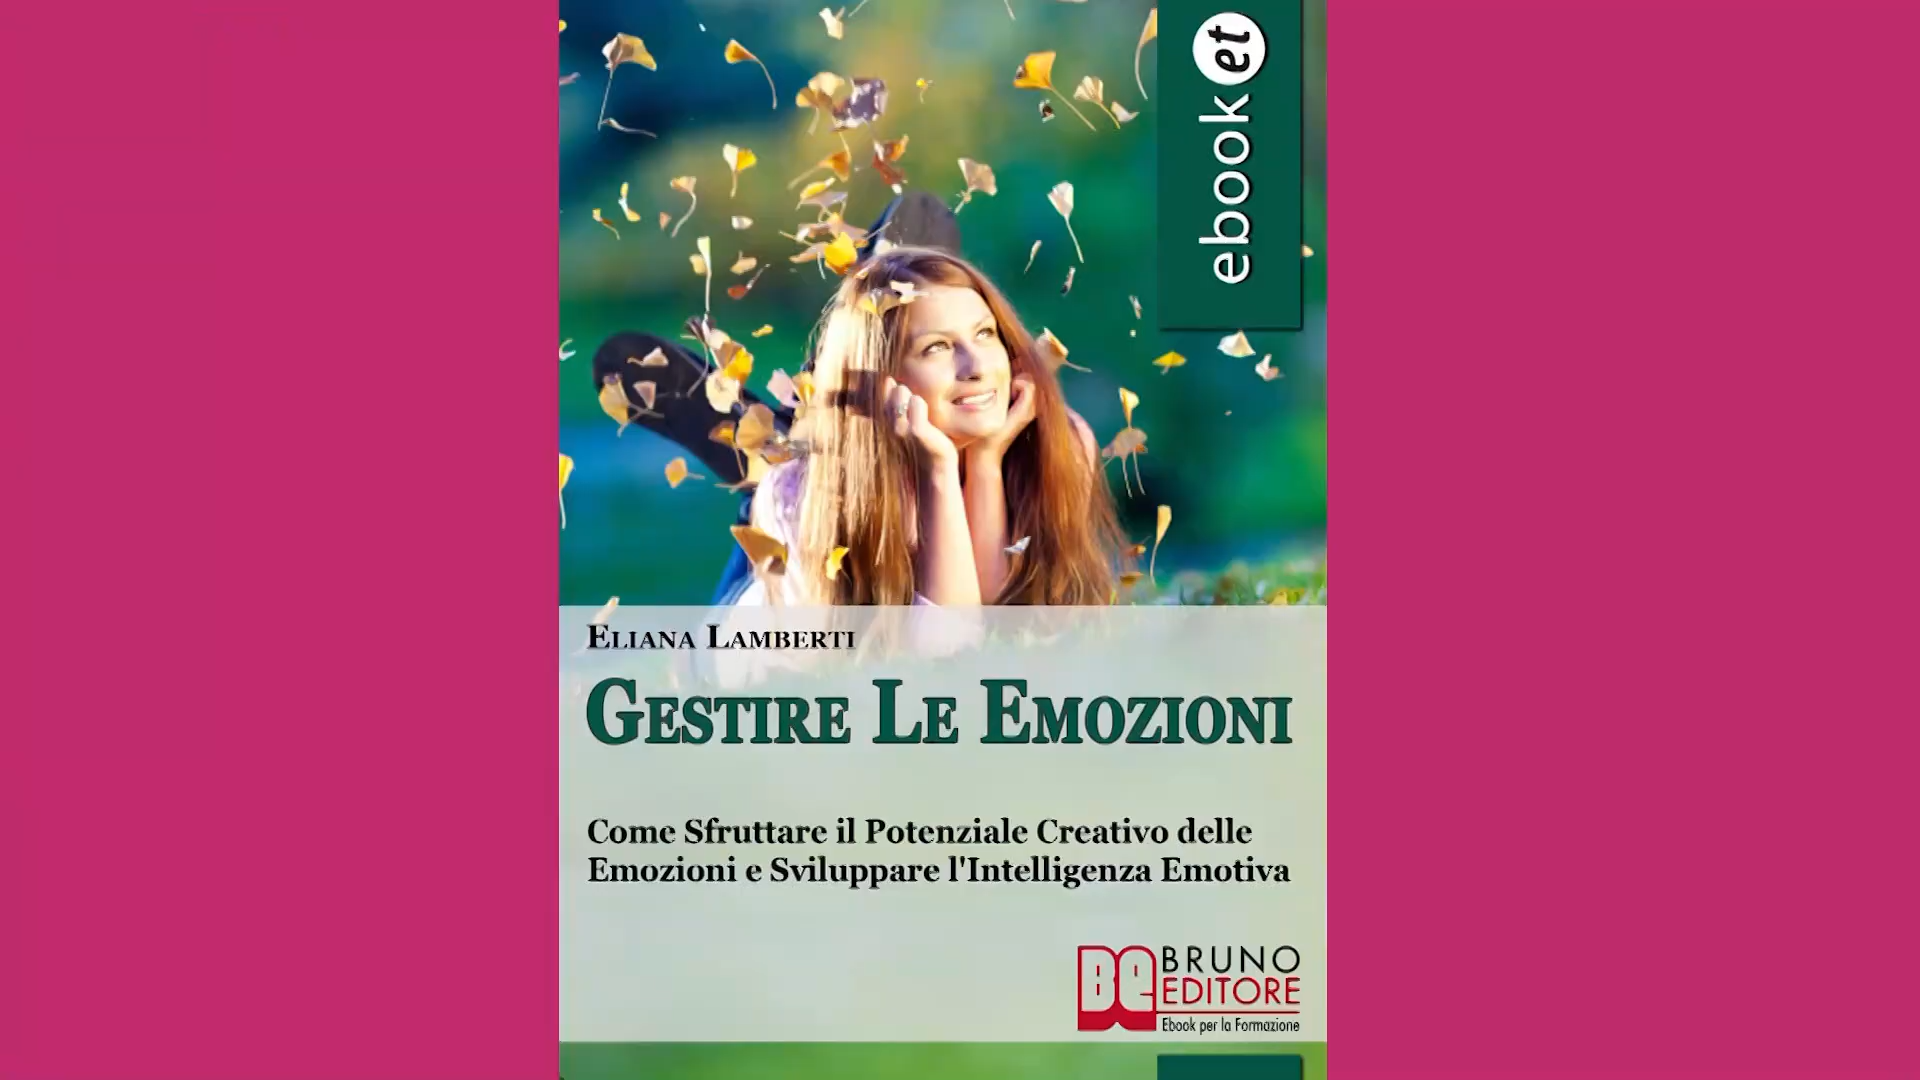 ebook et
ELIANA LAMBERTI
GESTIRE LE EMOZIONI
Come Sfruttare il Potenziale Creativo delle
Emozioni e Sviluppare l'Intelligenza Emotiva
Be BRUNO
EDITORE
Ebook per la Formazione